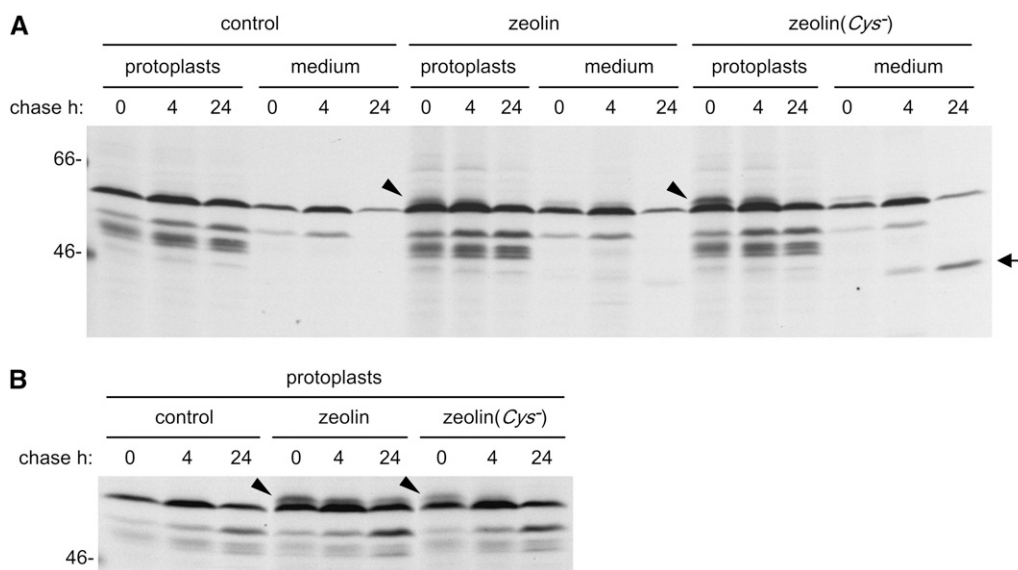 A
control zeolin zeolin(Cys-)
protoplasts medium protoplasts medium protoplasts medium
chase h: 0 4 24 0 4 24 0 4 24 0 4 24 0 4 24 0 4 24
66-
46-
B
protoplasts
control zeolin zeolin(Cys-)
chase h: 0 4 24 0 4 24 0 4 24
46-